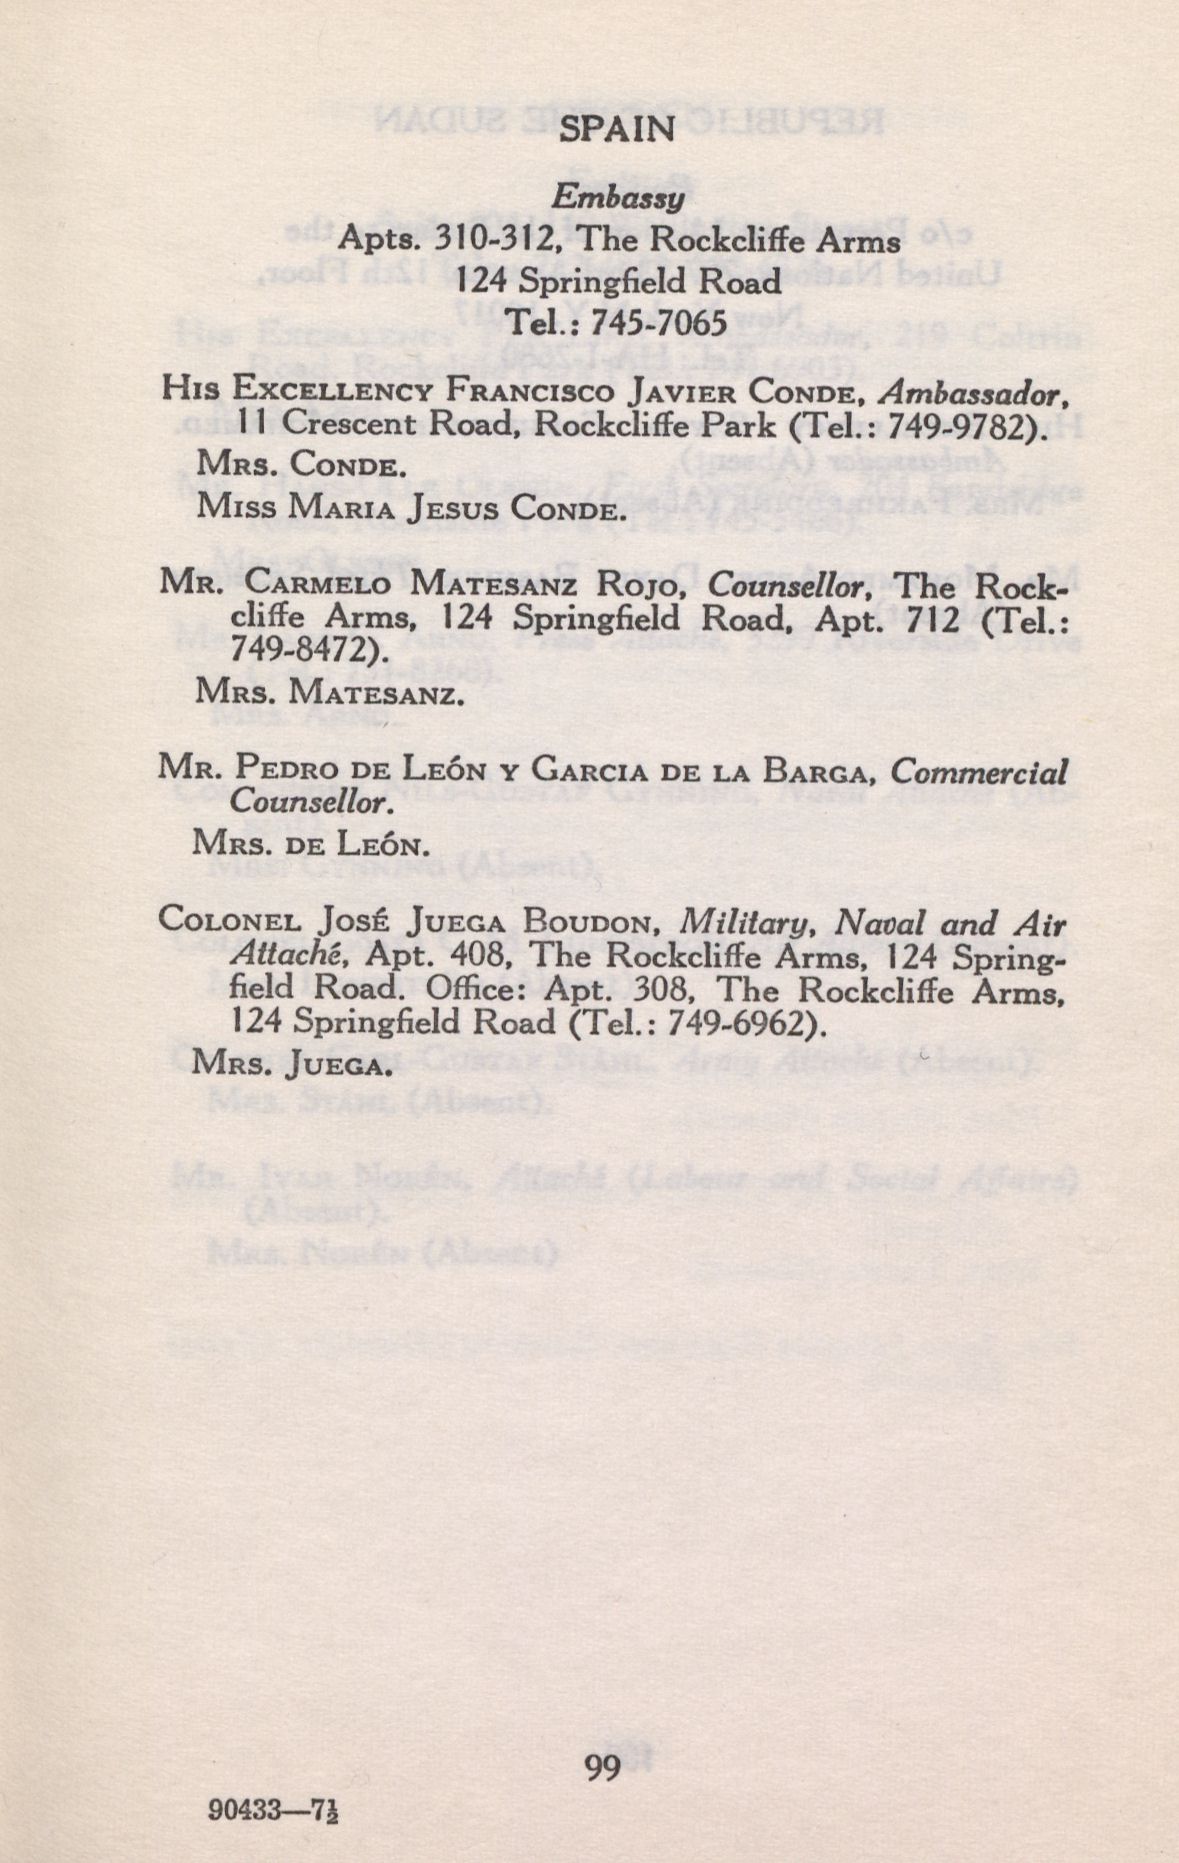 SPAIN
Embassy
Apts. 310-312, The Rockcliffe Arms
124 Springfield Road
Tel.: 745-7065
His Excellency Francisco Javier Conde, Ambassador,
11 Crescent Road, Rockcliffe Park (Tel.: 749-9782).
Mrs. Conde.
Miss Maria Jesus Conde.
Mr. Carmelo Matesanz Rojo, Counsellor, The Rock-
cliffe Arms, 124 Springfield Road, Apt. 712 (Tel.:
749-8472).
Mrs. Matesanz.
Mr. Pedro de León y Garcia de la Barga, Commercial
Counsellor.
Mrs. de León.
Colonel José Juega Boudon, Military, Naval and Air
Attaché, Apt. 408, The Rockcliffe Arms, 124 Spring-
field Road. Office: Apt. 308, The Rockcliffe Arms,
124 Springfield Road (Tel.: 749-6962).
Mrs. Juega.
99
90433—7½